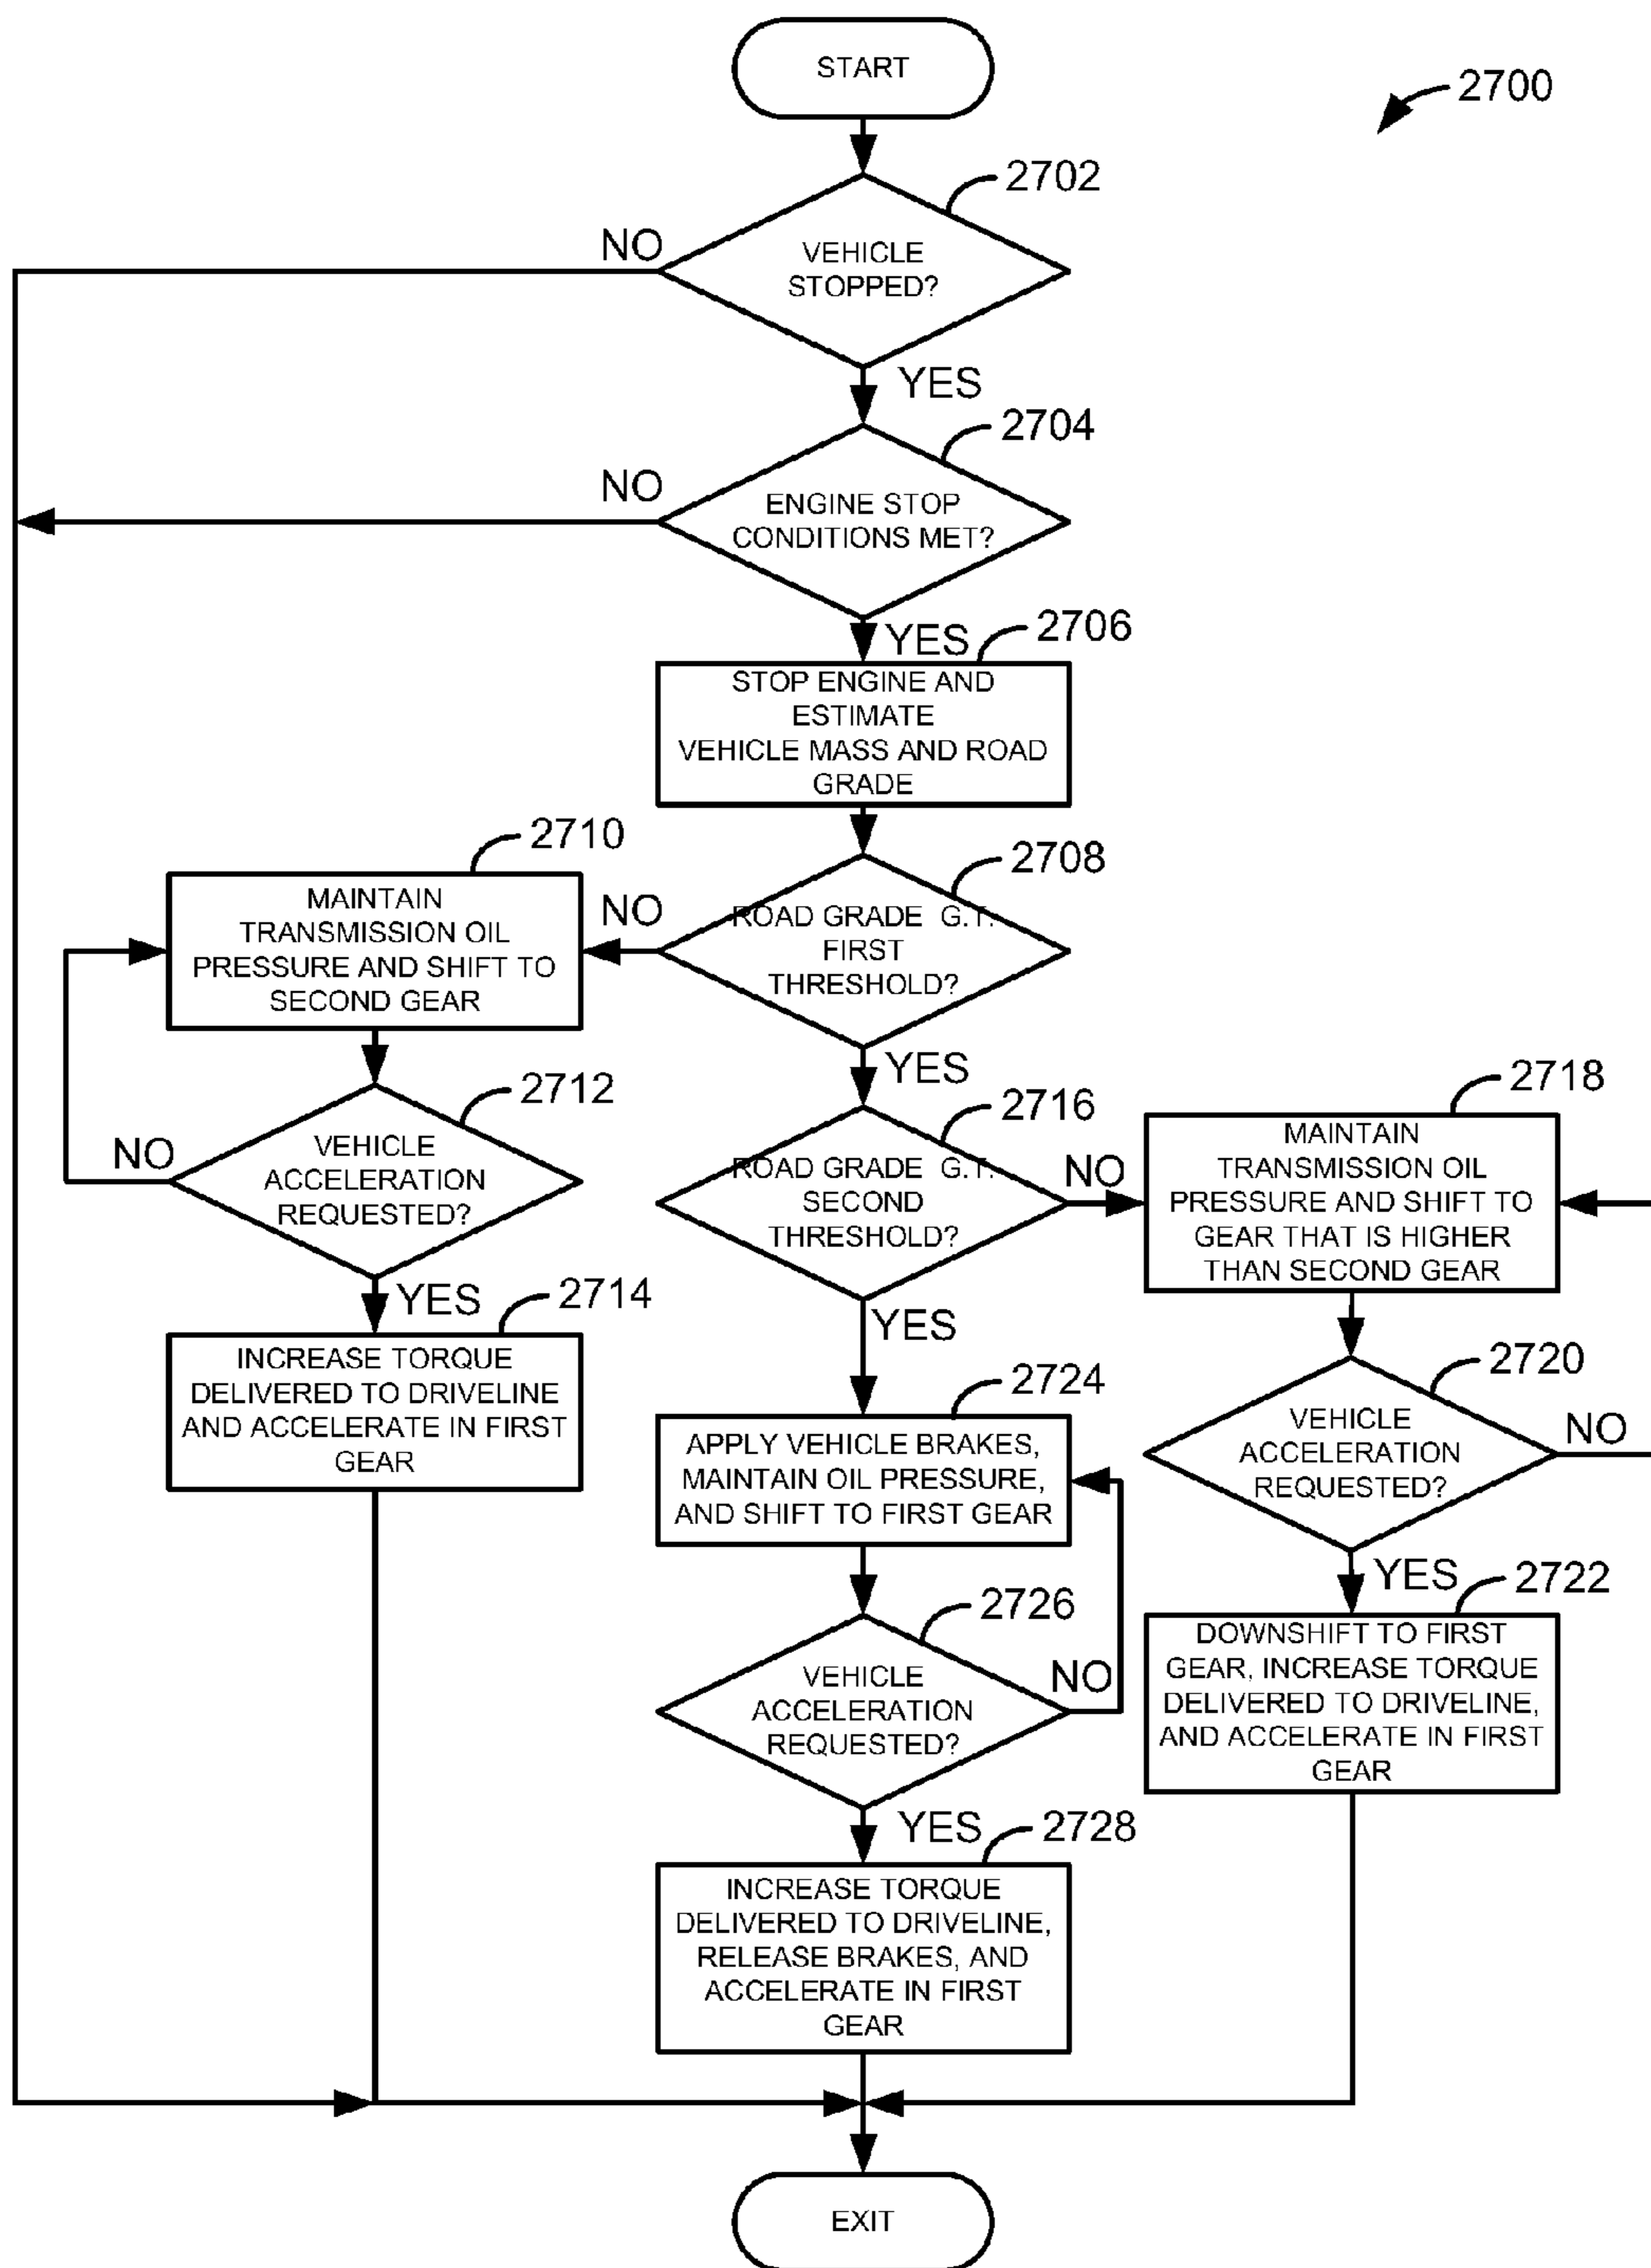 START
2700
2702
NO
VEHICLE
STOPPED?
YES
2704
NO
ENGINE STOP
CONDITIONS MET?
YES
2706
STOP ENGINE AND
ESTIMATE
VEHICLE MASS AND ROAD
GRADE
2710
2708
MAINTAIN
TRANSMISSION OIL
PRESSURE AND SHIFT TO
SECOND GEAR
NO
ROAD GRADE G.T.
FIRST
THRESHOLD?
YES
2712
NO
VEHICLE
ACCELERATION
REQUESTED?
YES
2714
INCREASE TORQUE
DELIVERED TO DRIVELINE
AND ACCELERATE IN FIRST
GEAR
2716
ROAD GRADE G.T.
SECOND
THRESHOLD?
NO
YES
2718
MAINTAIN
TRANSMISSION OIL
PRESSURE AND SHIFT TO
GEAR THAT IS HIGHER
THAN SECOND GEAR
2720
VEHICLE
ACCELERATION
REQUESTED?
NO
YES
2722
DOWNSHIFT TO FIRST
GEAR, INCREASE TORQUE
DELIVERED TO DRIVELINE,
AND ACCELERATE IN FIRST
GEAR
2724
APPLY VEHICLE BRAKES,
MAINTAIN OIL PRESSURE,
AND SHIFT TO FIRST GEAR
2726
VEHICLE
ACCELERATION
REQUESTED?
NO
YES
2728
INCREASE TORQUE
DELIVERED TO DRIVELINE,
RELEASE BRAKES, AND
ACCELERATE IN FIRST
GEAR
EXIT